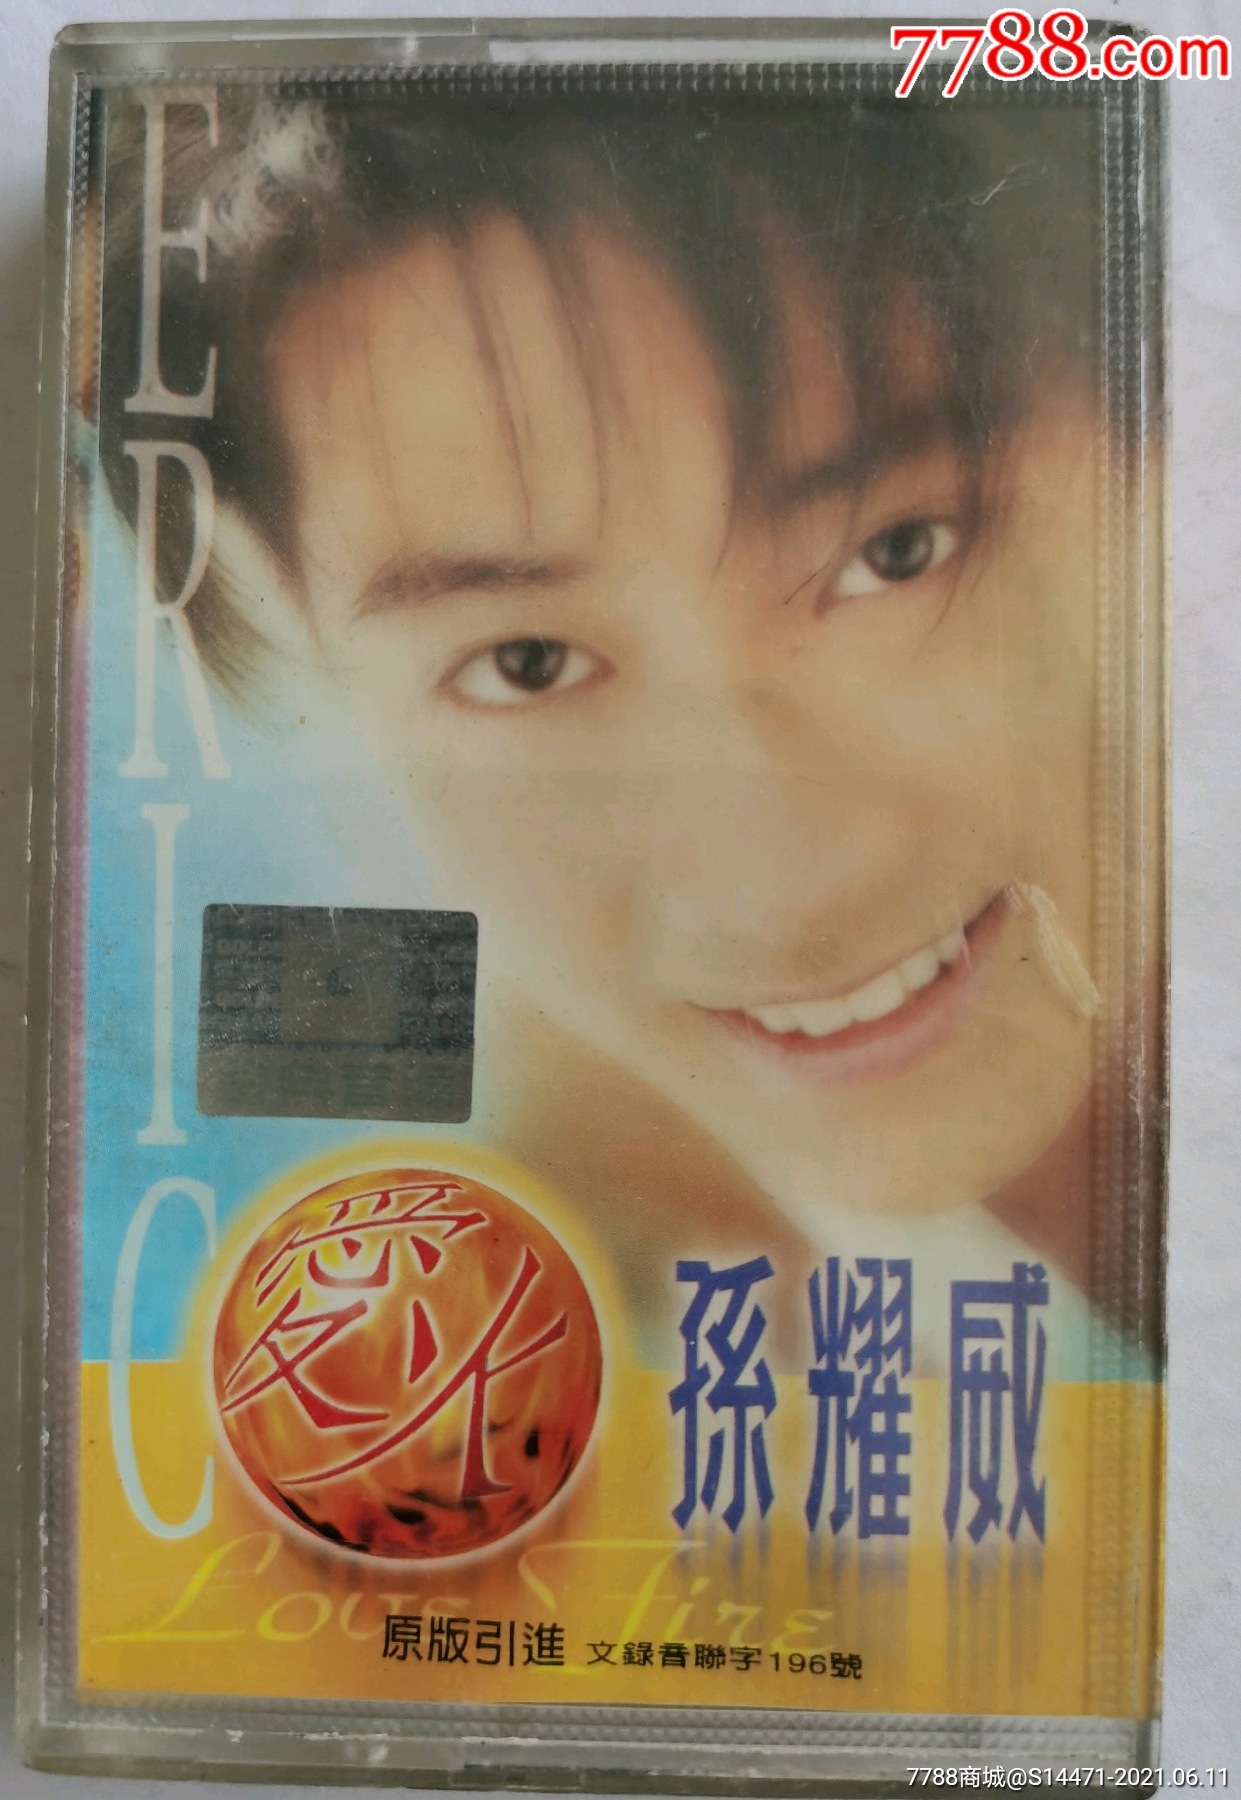 7788.com
ERIC
愛火
孫耀威
Love Fire
原版引進 文錄音聯字196號
7788商城@S14471-2021.06.11